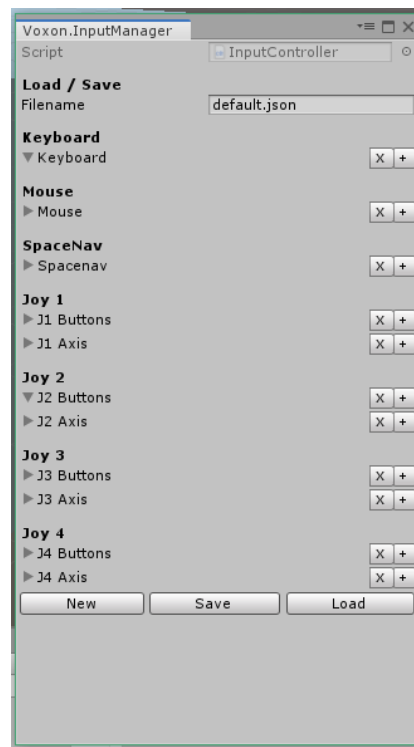 Voxon.InputManager
Script InputController
Load / Save
Filename default.json
Keyboard
Keyboard X +
Mouse
Mouse X +
SpaceNav
Spacenav X +
Joy 1
J1 Buttons X +
J1 Axis X +
Joy 2
J2 Buttons X +
J2 Axis X +
Joy 3
J3 Buttons X +
J3 Axis X +
Joy 4
J4 Buttons X +
J4 Axis X +
New Save Load